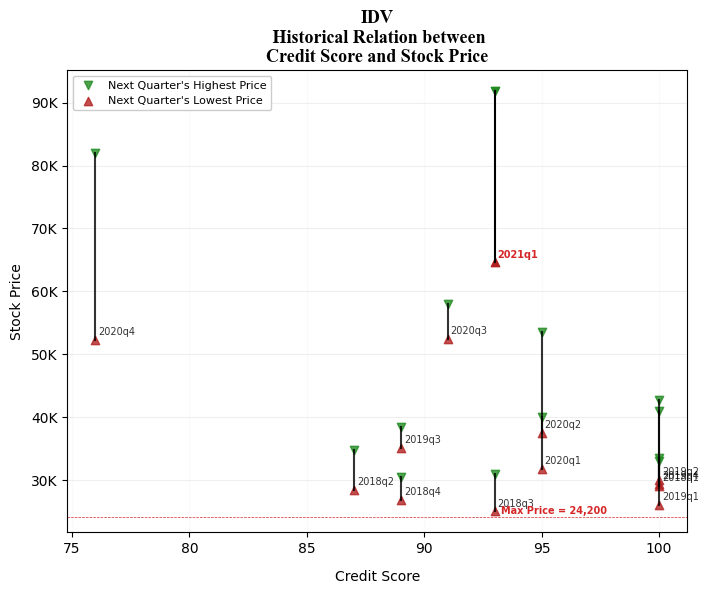 IDV
Historical Relation between
Credit Score and Stock Price
Next Quarter's Highest Price
Next Quarter's Lowest Price
90K
80K
70K
60K
50K
40K
30K
Stock Price
2021q1
2020q4
2020q3
2020q2
2019q3
2020q1
2018q2
2018q4
2018q3
2019q2
2018q1
2019q1
Max Price = 24,200
75
80
85
90
95
100
Credit Score